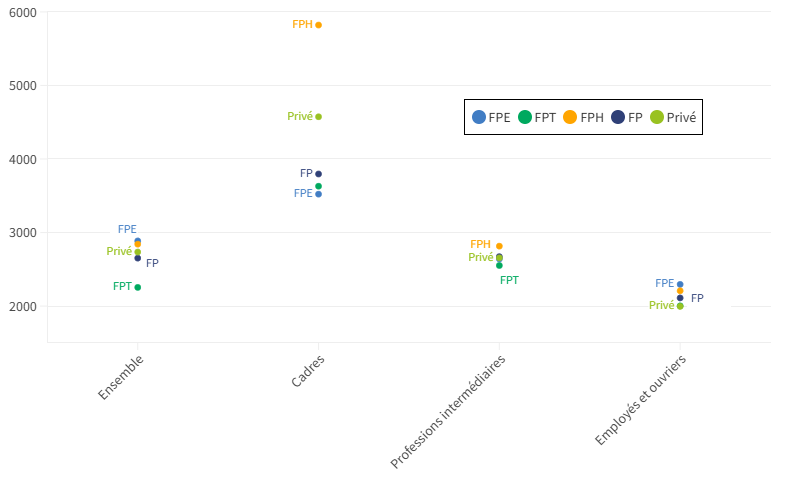 6000
FPH
5000
Privé
FPE FPT FPH FP Privé
4000
FP
FPE
3000
FPE
Privé
FP
FPT
FPH
Privé
FPT
FPE
FP
Privé
2000
Ensemble
Cadres
Professions intermédiaires
Employés et ouvriers